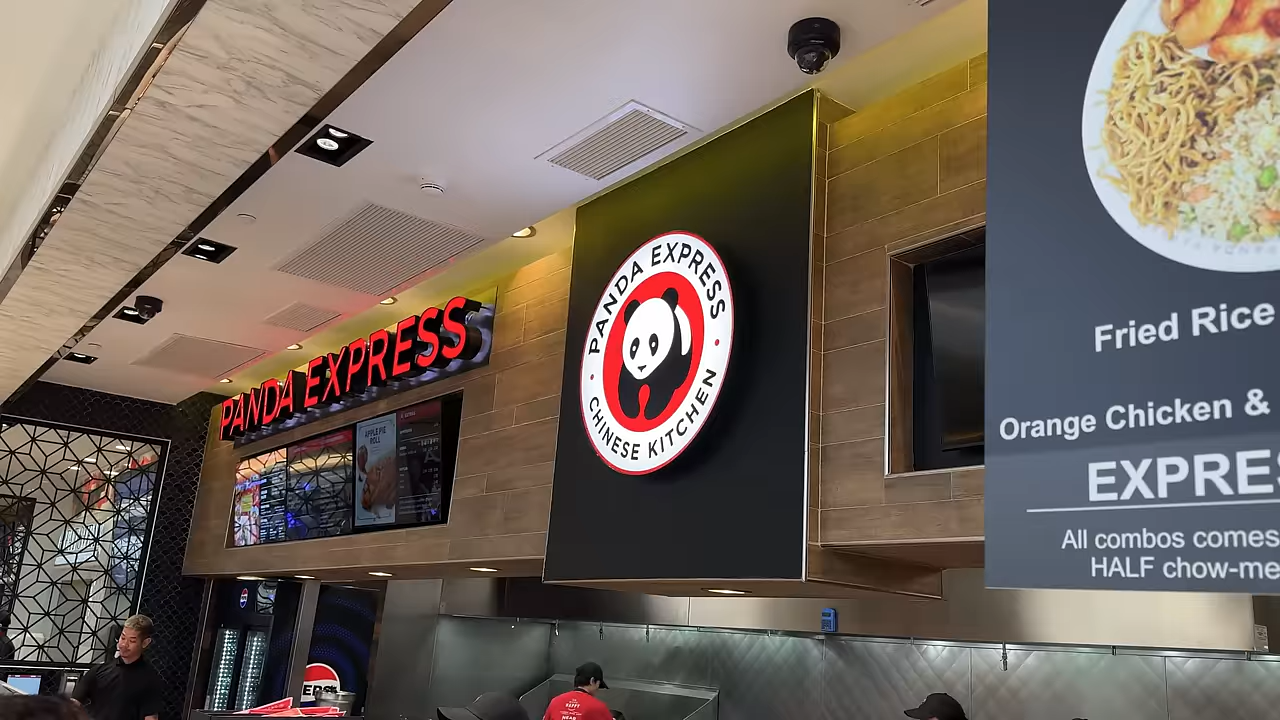 PANDA EXPRESS
APPLE PIE
ROLL
PANDA EXPRESS
CHINESE KITCHEN
Fried Rice
Orange Chicken &
EXPRES
All combos comes
HALF chow-me